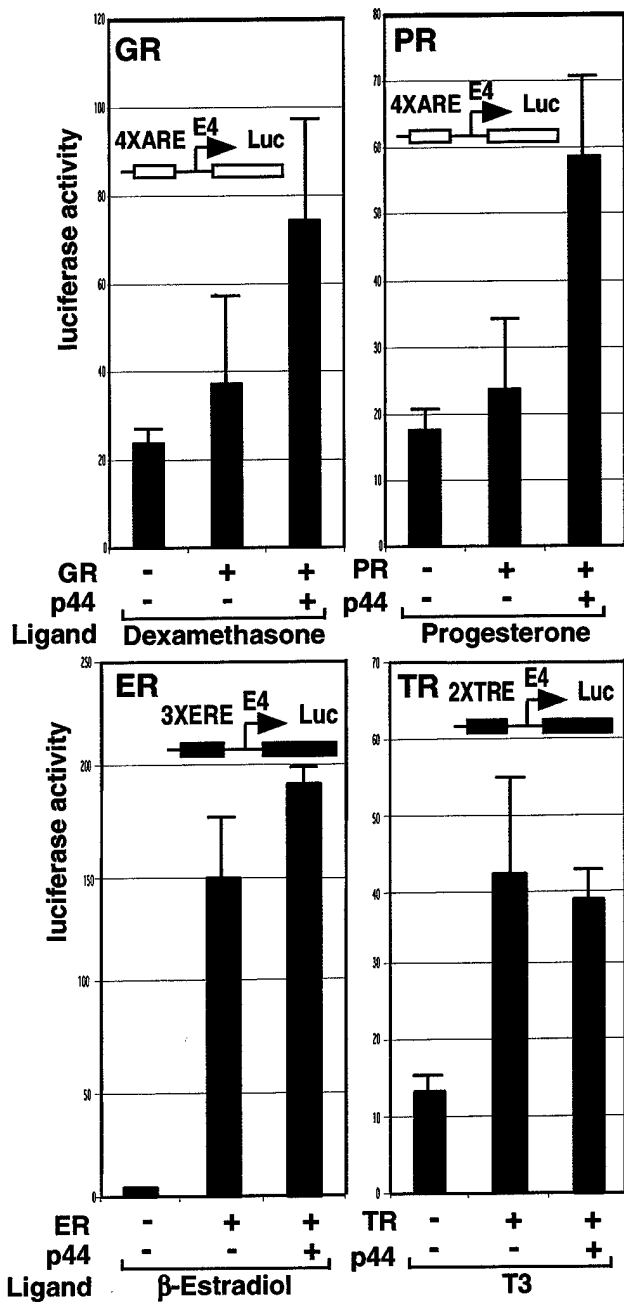 GR
4XARE E4 Luc
luciferase activity
120
100
80
60
40
20
0
GR - + +
p44 - - +
Ligand Dexamethasone
PR
4XARE E4 Luc
80
70
60
50
40
30
20
10
0
PR - + +
p44 - - +
Progesterone
ER
3XERE E4 Luc
luciferase activity
250
200
150
100
50
0
ER - + +
p44 - - +
Ligand β-Estradiol
TR
2XTRE E4 Luc
70
60
50
40
30
20
10
0
TR - + +
p44 - - +
T3